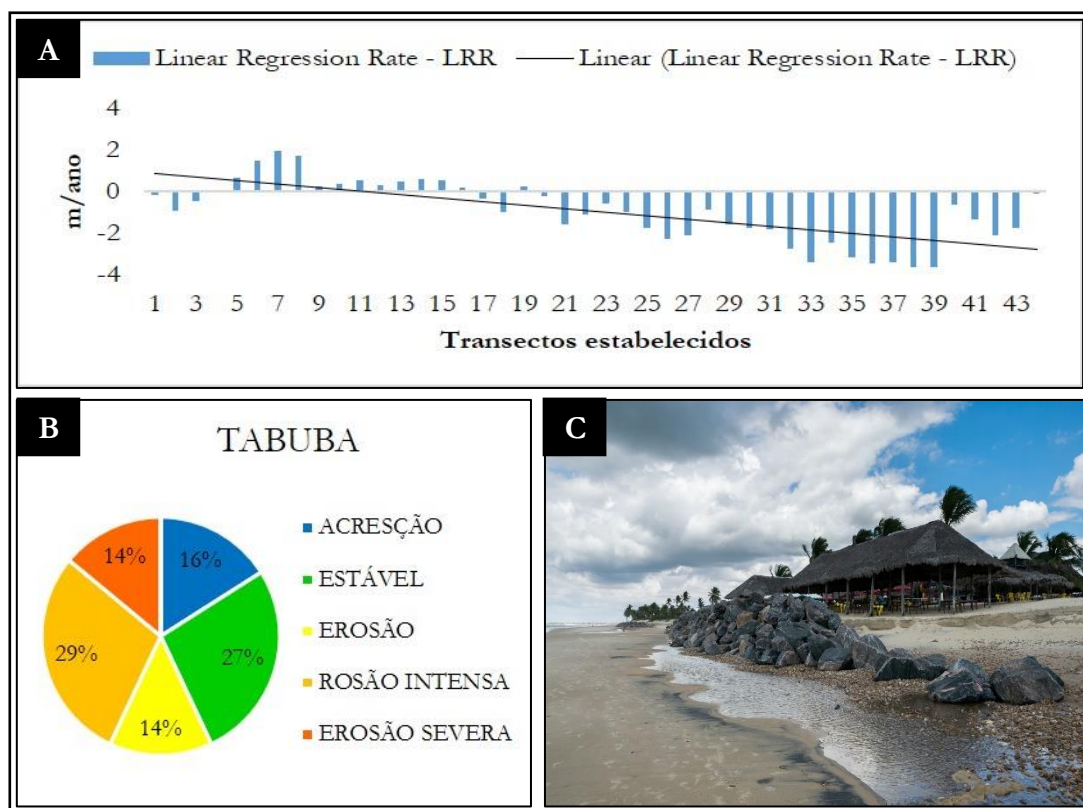 A
Linear Regression Rate - LRR Linear (Linear Regression Rate - LRR)
4
2
0
-2
-4
m/ano
1 3 5 7 9 11 13 15 17 19 21 23 25 27 29 31 33 35 37 39 41 43
Transectos estabelecidos
B
TABUBA
14%
16%
27%
14%
29%
ACRESÇÃO
ESTÁVEL
EROSÃO
ROSÃO INTENSA
EROSÃO SEVERA
C